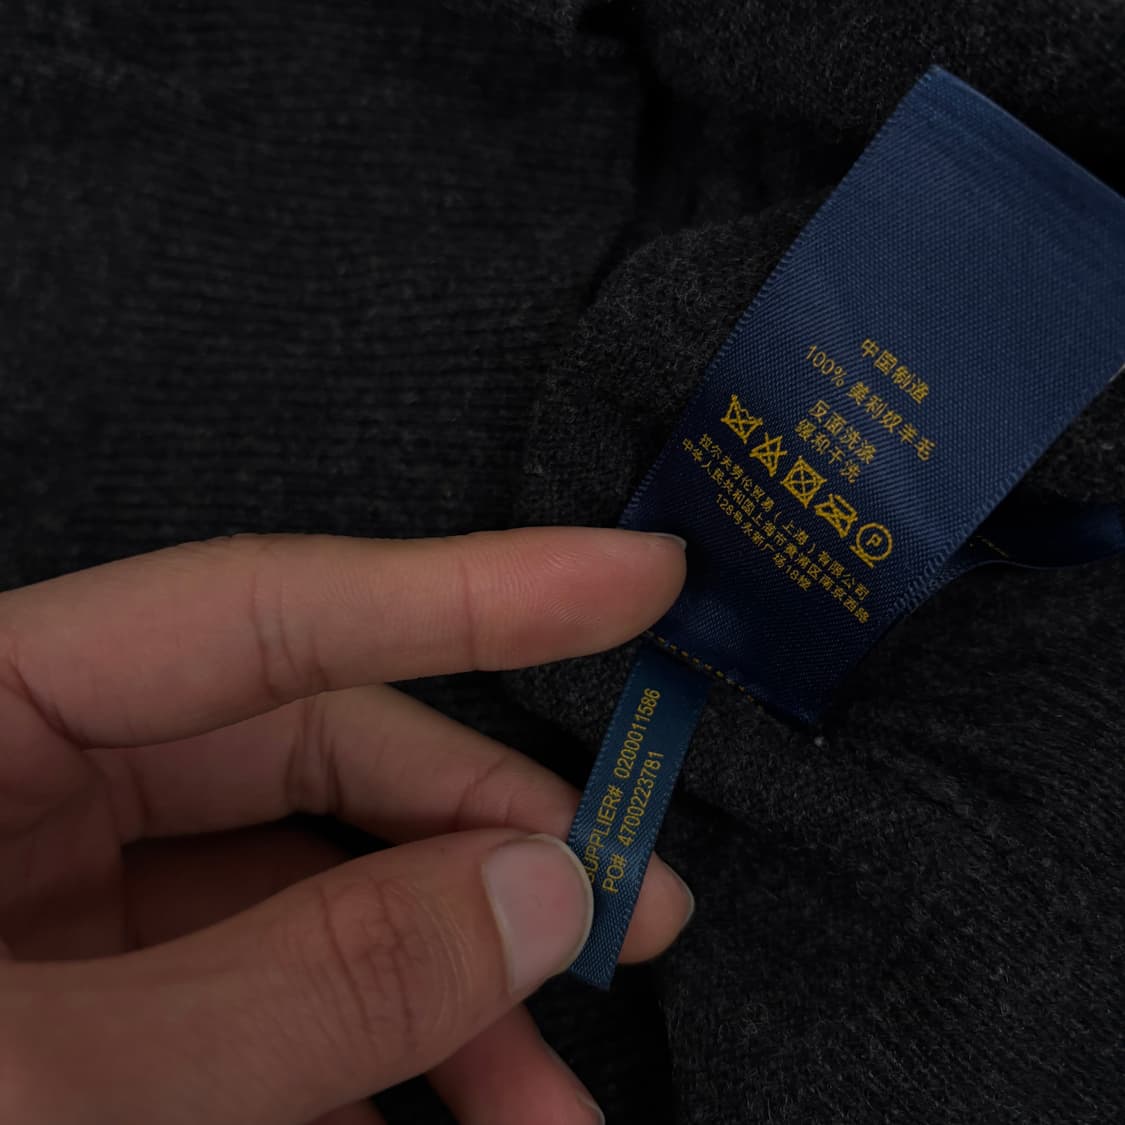 中国制造
100% 美利奴羊毛
反面洗涤
缓和干洗
P
拉尔夫劳伦贸易（上海）有限公司
中华人民共和国上海市黄浦区南京西路
128号永新广场18楼
SUPPLIER# 0200011586
PO# 4700223781